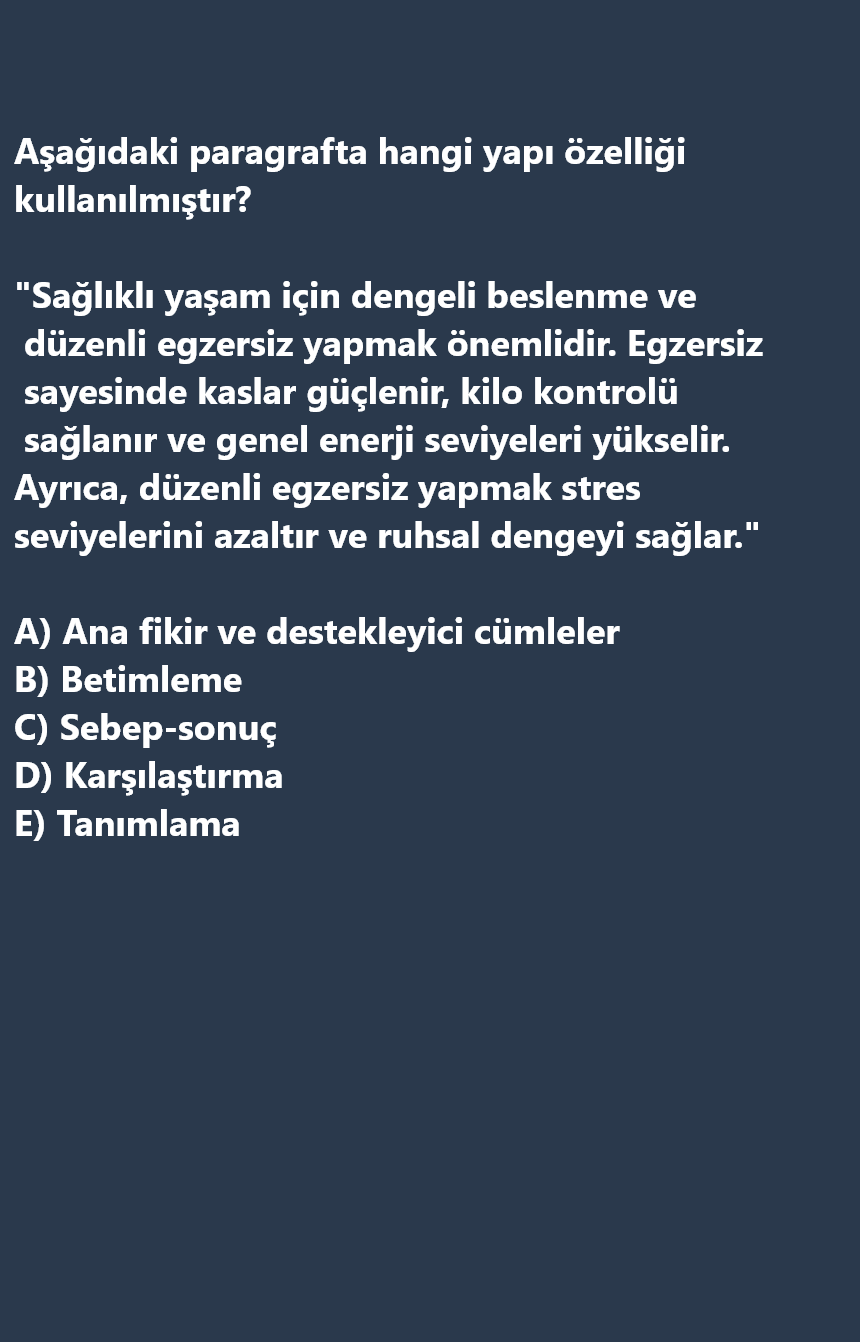 Aşağıdaki paragrafta hangi yapı özelliği
kullanılmıştır?
"Sağlıklı yaşam için dengeli beslenme ve
düzenli egzersiz yapmak önemlidir. Egzersiz
sayesinde kaslar güçlenir, kilo kontrolü
sağlanır ve genel enerji seviyeleri yükselir.
Ayrıca, düzenli egzersiz yapmak stres
seviyelerini azaltır ve ruhsal dengeyi sağlar."
A) Ana fikir ve destekleyici cümleler
B) Betimleme
C) Sebep-sonuç
D) Karşılaştırma
E) Tanımlama